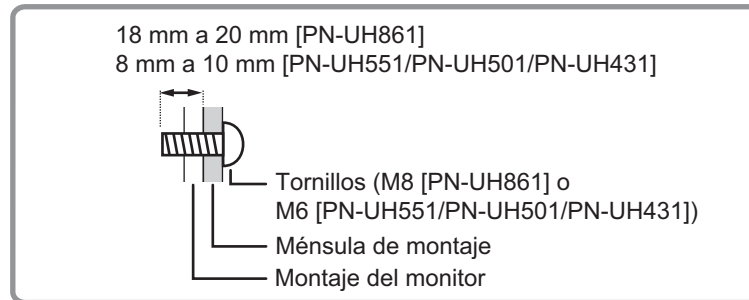 18 mm a 20 mm [PN-UH861]
8 mm a 10 mm [PN-UH551/PN-UH501/PN-UH431]
Tornillos (M8 [PN-UH861] o
M6 [PN-UH551/PN-UH501/PN-UH431])
Ménsula de montaje
Montaje del monitor